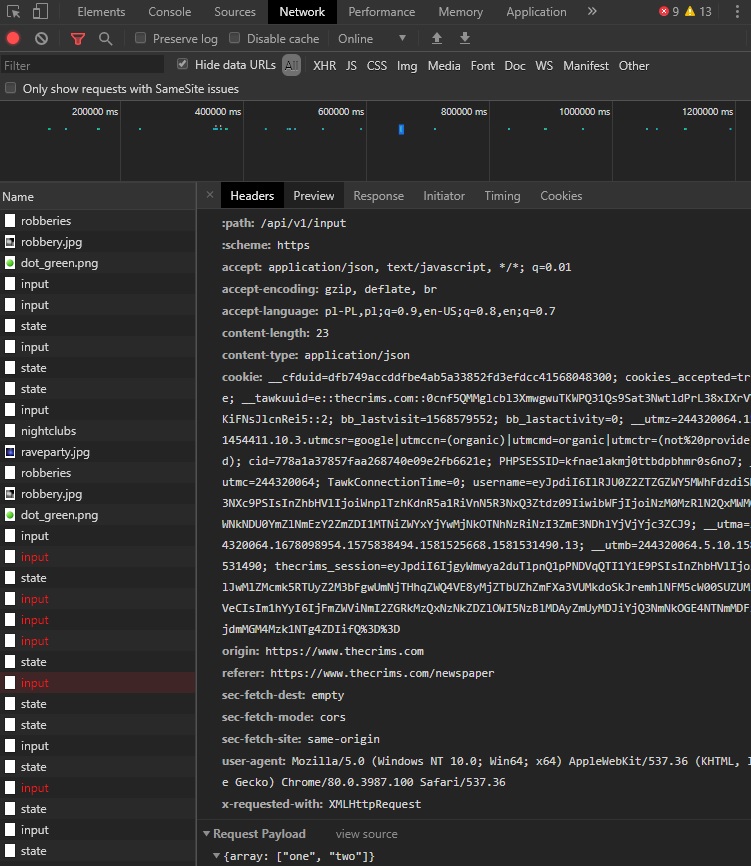 Elements Console Sources Network Performance Memory Application » 9 13
Preserve log Disable cache Online
Filter Hide data URLs All XHR JS CSS Img Media Font Doc WS Manifest Other
Only show requests with SameSite issues
200000 ms 400000 ms 600000 ms 800000 ms 1000000 ms 1200000 ms
Name
robberies
robbery.jpg
dot_green.png
input
input
state
input
state
state
input
nightclubs
raveparty.jpg
robberies
robbery.jpg
dot_green.png
input
input
state
input
input
input
state
input
state
state
input
state
input
state
input
state
× Headers Preview Response Initiator Timing Cookies
:path: /api/v1/input
:scheme: https
accept: application/json, text/javascript, */*; q=0.01
accept-encoding: gzip, deflate, br
accept-language: pl-PL,pl;q=0.9,en-US;q=0.8,en;q=0.7
content-length: 23
content-type: application/json
cookie: __cfduid=dfb749accddfbe4ab5a33852fd3efdcc41568048300; cookies_accepted=tr
e; __tawkuuid=e::thecrims.com::
KiFNsJlcnRei5::2; bb_lastvisit=1568579552; bb_lastactivity=0; __utmz=244320064.1
1454411.10.3.utmcsr=google|utmccn=(organic)|utmcmd=organic|utmctr=(not%20provide
d); cid=778a1a37857faa268740e09e2fb6621e; PHPSESSID=kfnae1akmj0ttbdpbhmr0s6no7; _
utmc=244320064; TawkConnectionTime=0;
__utma=
4320064.1678098954.1575838494.1581525668.1581531490.13; __utmb=244320064.5.10.15
531490;
origin: https://www.thecrims.com
referer: https://www.thecrims.com/newspaper
sec-fetch-dest: empty
sec-fetch-mode: cors
sec-fetch-site: same-origin
user-agent: Mozilla/5.0 (Windows NT 10.0; Win64; x64) AppleWebKit/537.36 (KHTML,
e Gecko) Chrome/80.0.3987.100 Safari/537.36
x-requested-with: XMLHttpRequest
Request Payload view source
{array: ["one", "two"]}